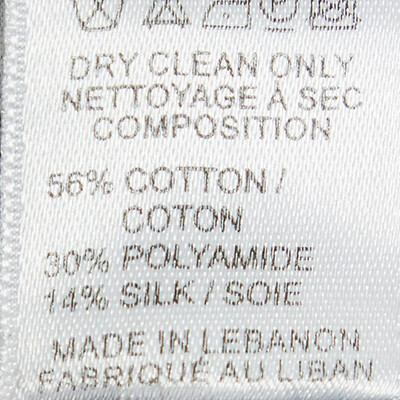 DRY CLEAN ONLY
NETTOYAGE À SEC
COMPOSITION
56% COTTON /
COTON
30% POLYAMIDE
14% SILK / SOIE
MADE IN LEBANON
FABRIQUÉ AU LIBAN